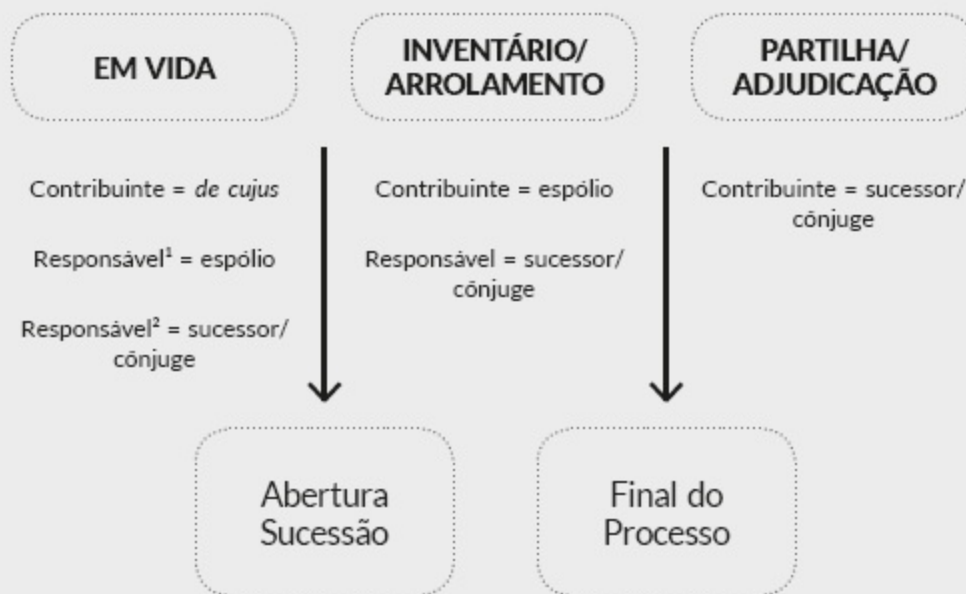 EM VIDA
Contribuinte = de cujus
Responsável¹ = espólio
Responsável² = sucessor/
cônjuge
INVENTÁRIO/
ARROLAMENTO
Contribuinte = espólio
Responsável = sucessor/
cônjuge
PARTILHA/
ADJUDICAÇÃO
Contribuinte = sucessor/
cônjuge
Abertura
Sucessão
Final do
Processo